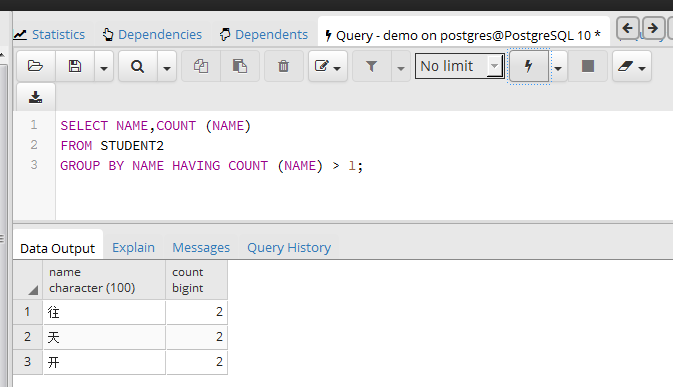 Statistics Dependencies Dependents Query - demo on postgres@PostgreSQL 10 *
No limit
1 SELECT NAME,COUNT (NAME)
2 FROM STUDENT2
3 GROUP BY NAME HAVING COUNT (NAME) > 1;
Data Output Explain Messages Query History
name count
character (100) bigint
1 往 2
2 天 2
3 开 2